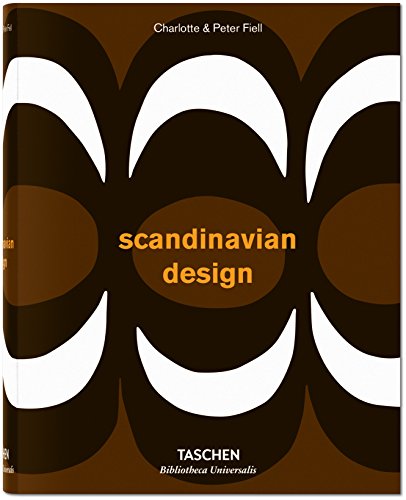 Charlotte & Peter Fiell
scandinavian
design
TASCHEN
Bibliotheca Universalis